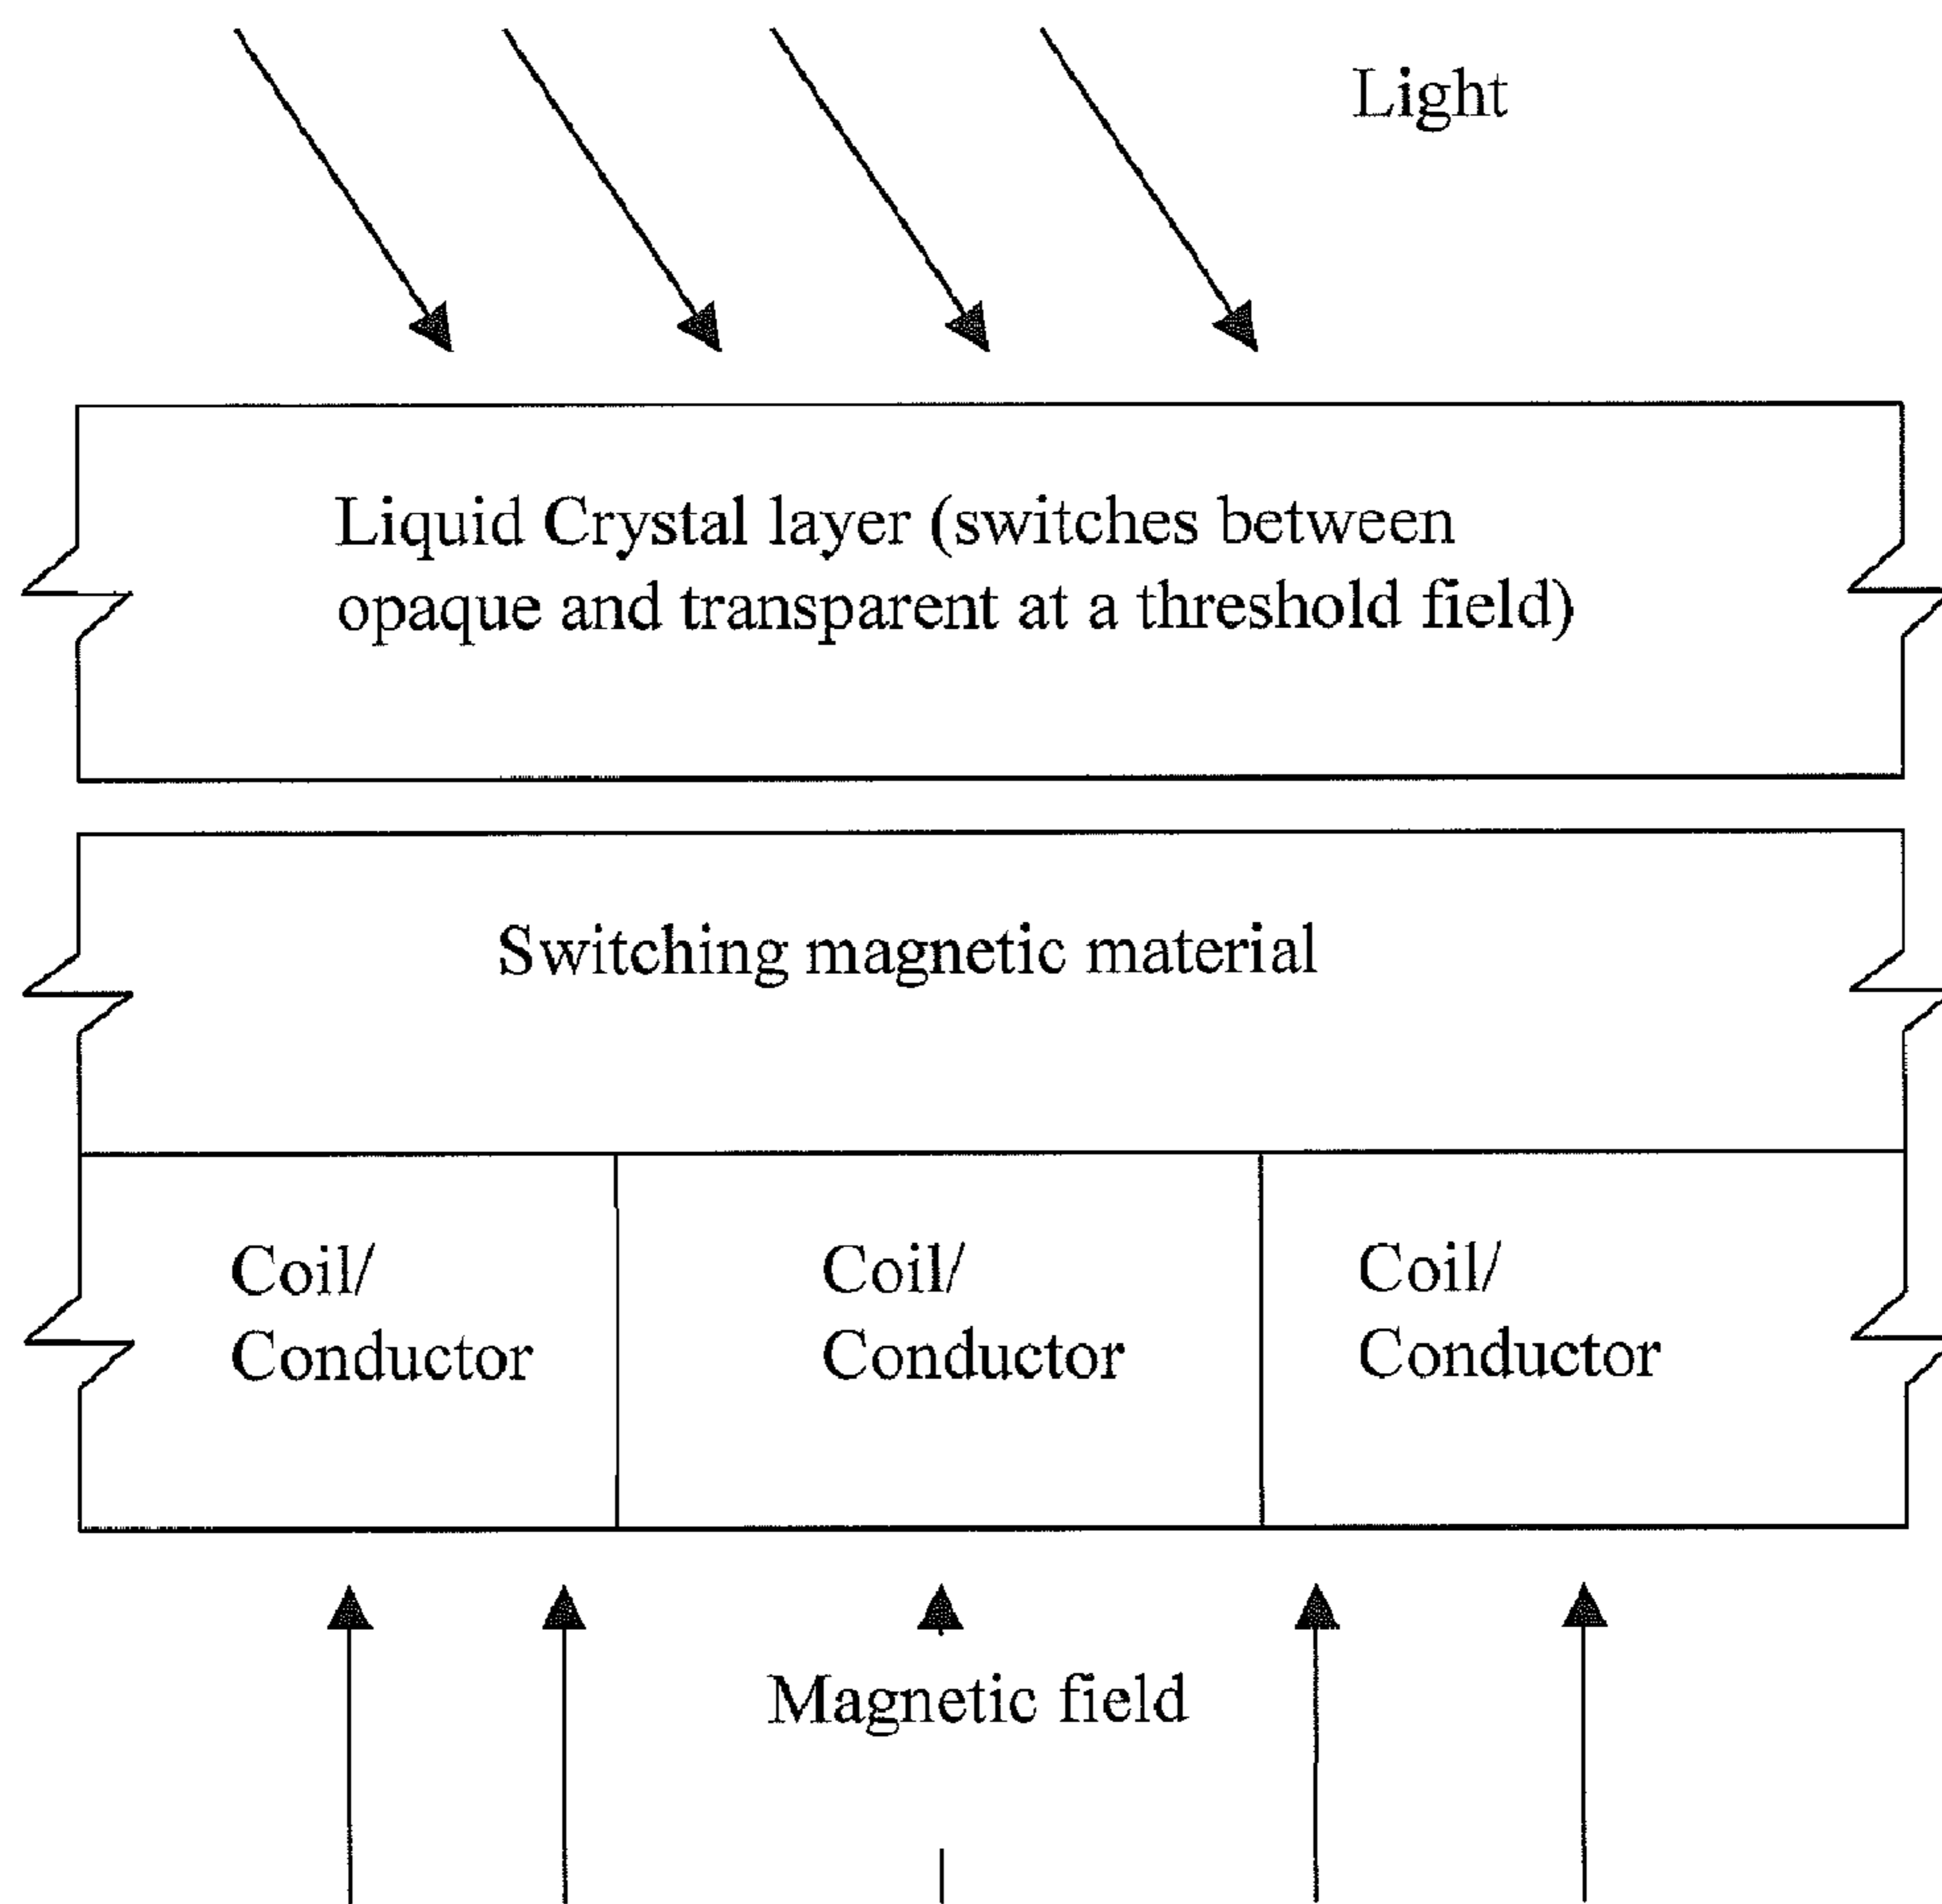 Light
Liquid Crystal layer (switches between
opaque and transparent at a threshold field)
Switching magnetic material
Coil/
Conductor
Coil/
Conductor
Coil/
Conductor
Magnetic field